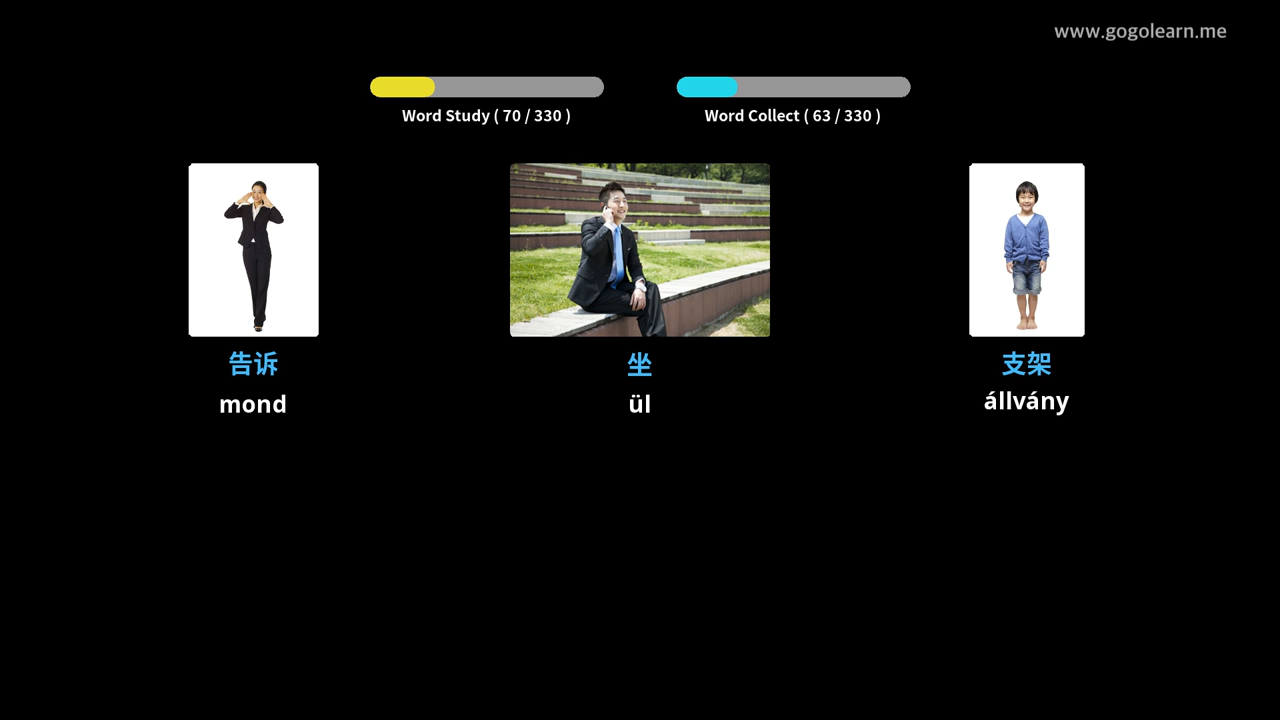 www.gogolearn.me
Word Study ( 70 / 330 )
Word Collect ( 63 / 330 )
告诉
mond
坐
ül
支架
állvány